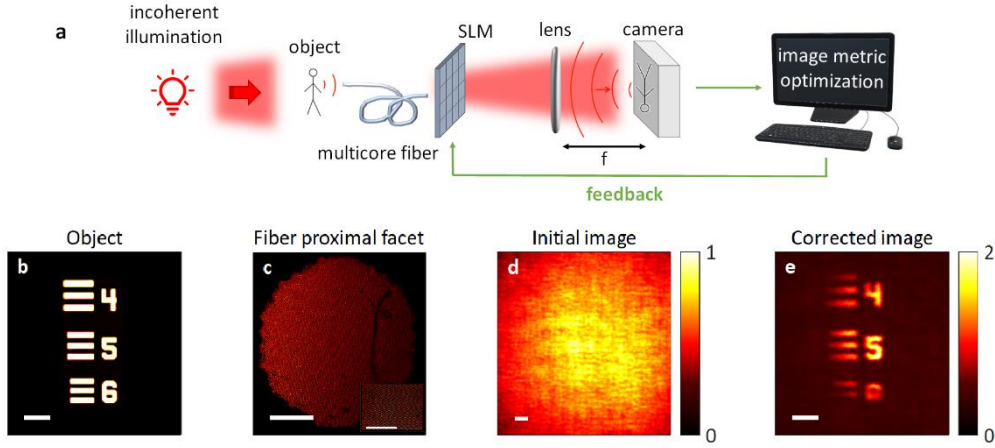 a
incoherent
illumination
object
multicore fiber
SLM
lens
camera
f
image metric
optimization
feedback
Object
Fiber proximal facet
Initial image
Corrected image
b
4
5
6
c
d
1
0
e
4
5
6
2
0